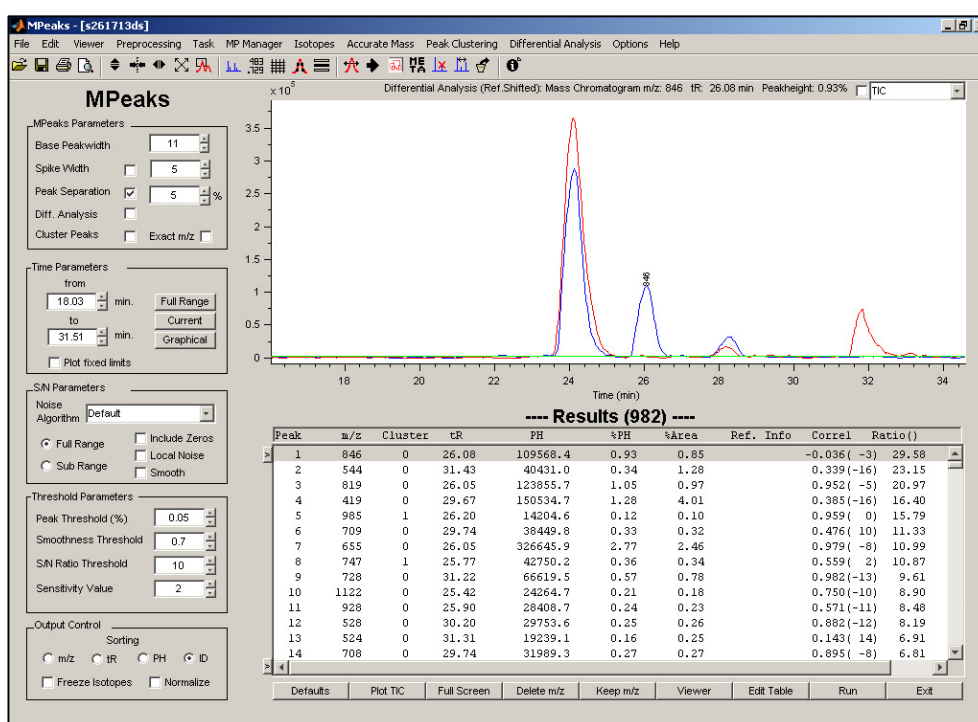 MPeaks - [s261713ds]
File Edit Viewer Preprocessing Task MP Manager Isotopes Accurate Mass Peak Clustering Differential Analysis Options Help
META
MPeaks
MPeaks Parameters
Base Peakwidth 11
Spike Width 5
Peak Separation 5 %
Diff. Analysis
Cluster Peaks Exact m/z
Time Parameters
from
18.03 min. Full Range
to Current
31.51 min. Graphical
Plot fixed limits
S/N Parameters
Noise
Algorithm Default
Full Range Include Zeros
Local Noise
Sub Range Smooth
Threshold Parameters
Peak Threshold (%) 0.05
Smoothness Threshold 0.7
S/N Ratio Threshold 10
Sensitivity Value 2
Output Control
Sorting
m/z tR PH ID
Freeze Isotopes Normalize
x 10^5 Differential Analysis (Ref.Shifted): Mass Chromatogram m/z: 846 tR: 26.08 min Peakheight: 0.93% TIC
3.5
3
2.5
2
1.5
1
0.5
0
846
18 20 22 24 26 28 30 32 34
Time (min)
---- Results (982) ----
Peak m/z Cluster tR PH %PH %Area Ref. Info Correl Ratio()
1 846 0 26.08 109568.4 0.93 0.85 -0.036( -3) 29.58
2 544 0 31.43 40431.0 0.34 1.28 0.339(-16) 23.15
3 819 0 26.05 123855.7 1.05 0.97 0.952( -5) 20.97
4 419 0 29.67 150534.7 1.28 4.01 0.385(-16) 16.40
5 985 1 26.20 14204.6 0.12 0.10 0.959( 0) 15.79
6 709 0 29.74 38449.8 0.33 0.32 0.476( 10) 11.33
7 655 0 26.05 326645.9 2.77 2.46 0.979( -8) 10.99
8 747 1 25.77 42750.2 0.36 0.34 0.559( 2) 10.87
9 728 0 31.22 66619.5 0.57 0.78 0.982(-13) 9.61
10 1122 0 25.42 24264.7 0.21 0.18 0.750(-10) 8.90
11 928 0 25.90 28408.7 0.24 0.23 0.571(-11) 8.48
12 528 0 30.20 29753.6 0.25 0.26 0.882(-12) 8.19
13 524 0 31.31 19239.1 0.16 0.25 0.143( 14) 6.91
14 708 0 29.74 31989.3 0.27 0.27 0.895( -8) 6.81
Defaults Plot TIC Full Screen Delete m/z Keep m/z Viewer Edit Table Run Exit